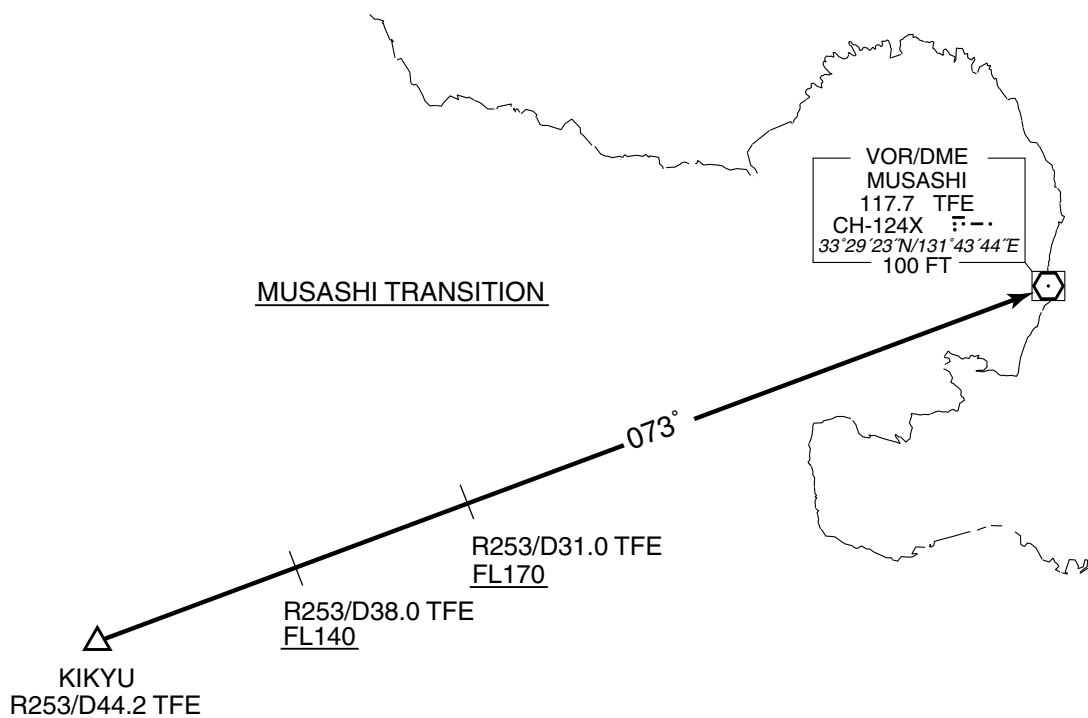 VOR/DME
MUSASHI
117.7 TFE
CH-124X
33°29´23˝N/131°43´44˝E
100 FT
MUSASHI TRANSITION
073°
R253/D31.0 TFE
FL170
R253/D38.0 TFE
FL140
KIKYU
R253/D44.2 TFE